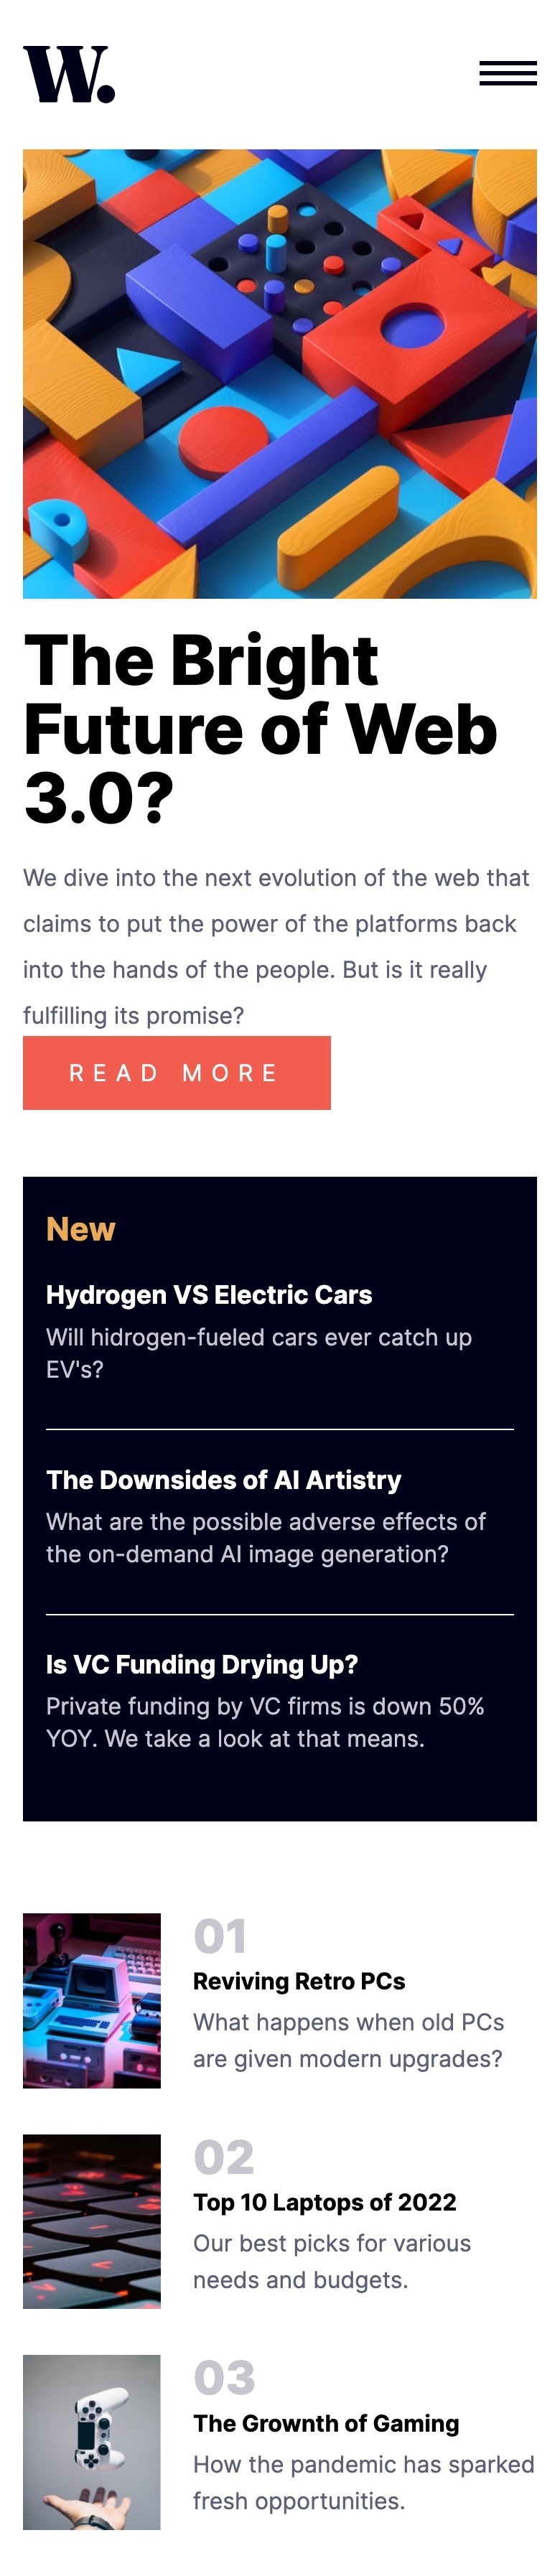 W.
The Bright
Future of Web
3.0?
We dive into the next evolution of the web that
claims to put the power of the platforms back
into the hands of the people. But is it really
fulfilling its promise?
READ MORE
New
Hydrogen VS Electric Cars
Will hidrogen-fueled cars ever catch up
EV's?
The Downsides of AI Artistry
What are the possible adverse effects of
the on-demand AI image generation?
Is VC Funding Drying Up?
Private funding by VC firms is down 50%
YOY. We take a look at that means.
01
Reviving Retro PCs
What happens when old PCs
are given modern upgrades?
02
Top 10 Laptops of 2022
Our best picks for various
needs and budgets.
03
The Grownth of Gaming
How the pandemic has sparked
fresh opportunities.